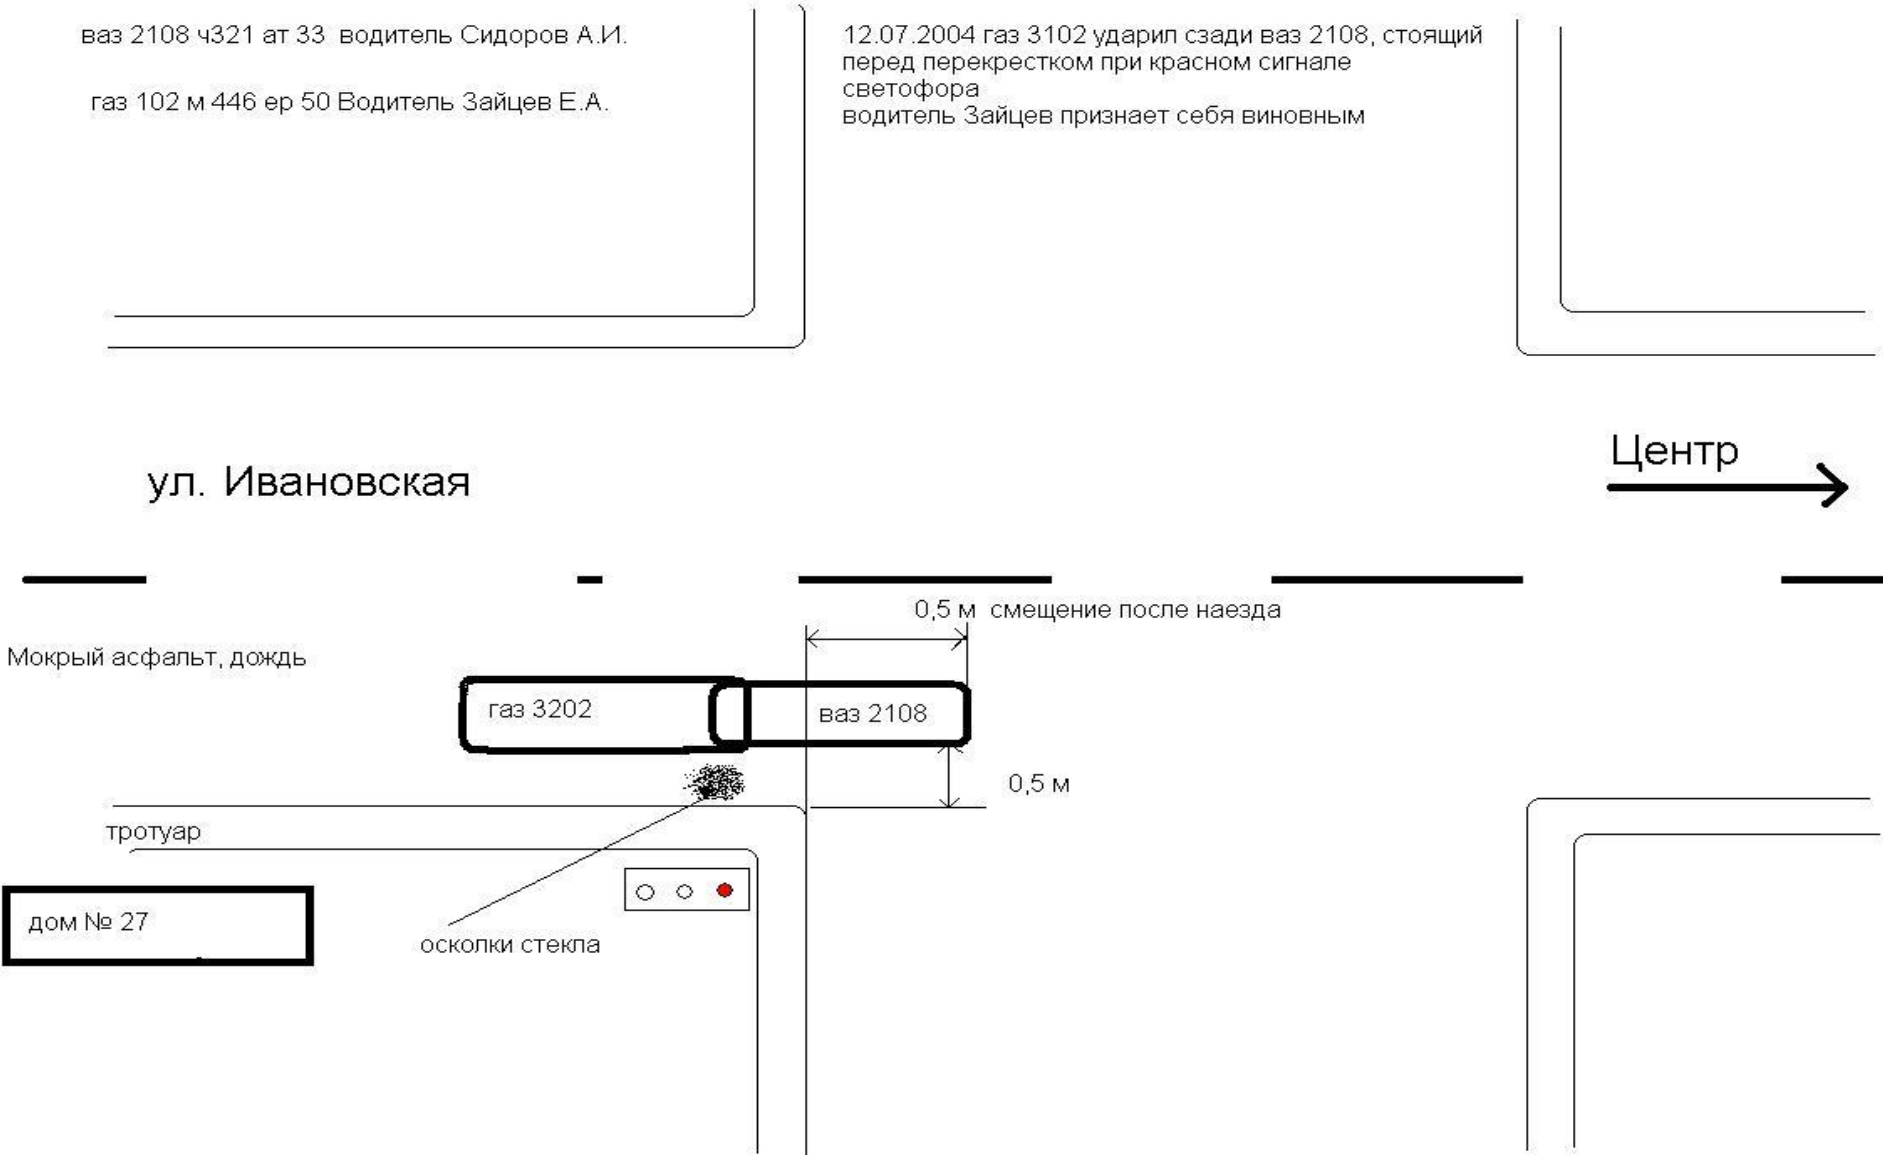 ваз 2108 ч321 ат 33 водитель Сидоров А.И.
газ 102 м 446 ер 50 Водитель Зайцев Е.А.
12.07.2004 газ 3102 ударил сзади ваз 2108, стоящий
перед перекрестком при красном сигнале
светофора
водитель Зайцев признает себя виновным
Центр
ул. Ивановская
0,5 м смещение после наезда
Мокрый асфальт, дождь
газ 3202
ваз 2108
0,5 м
тротуар
дом № 27
осколки стекла